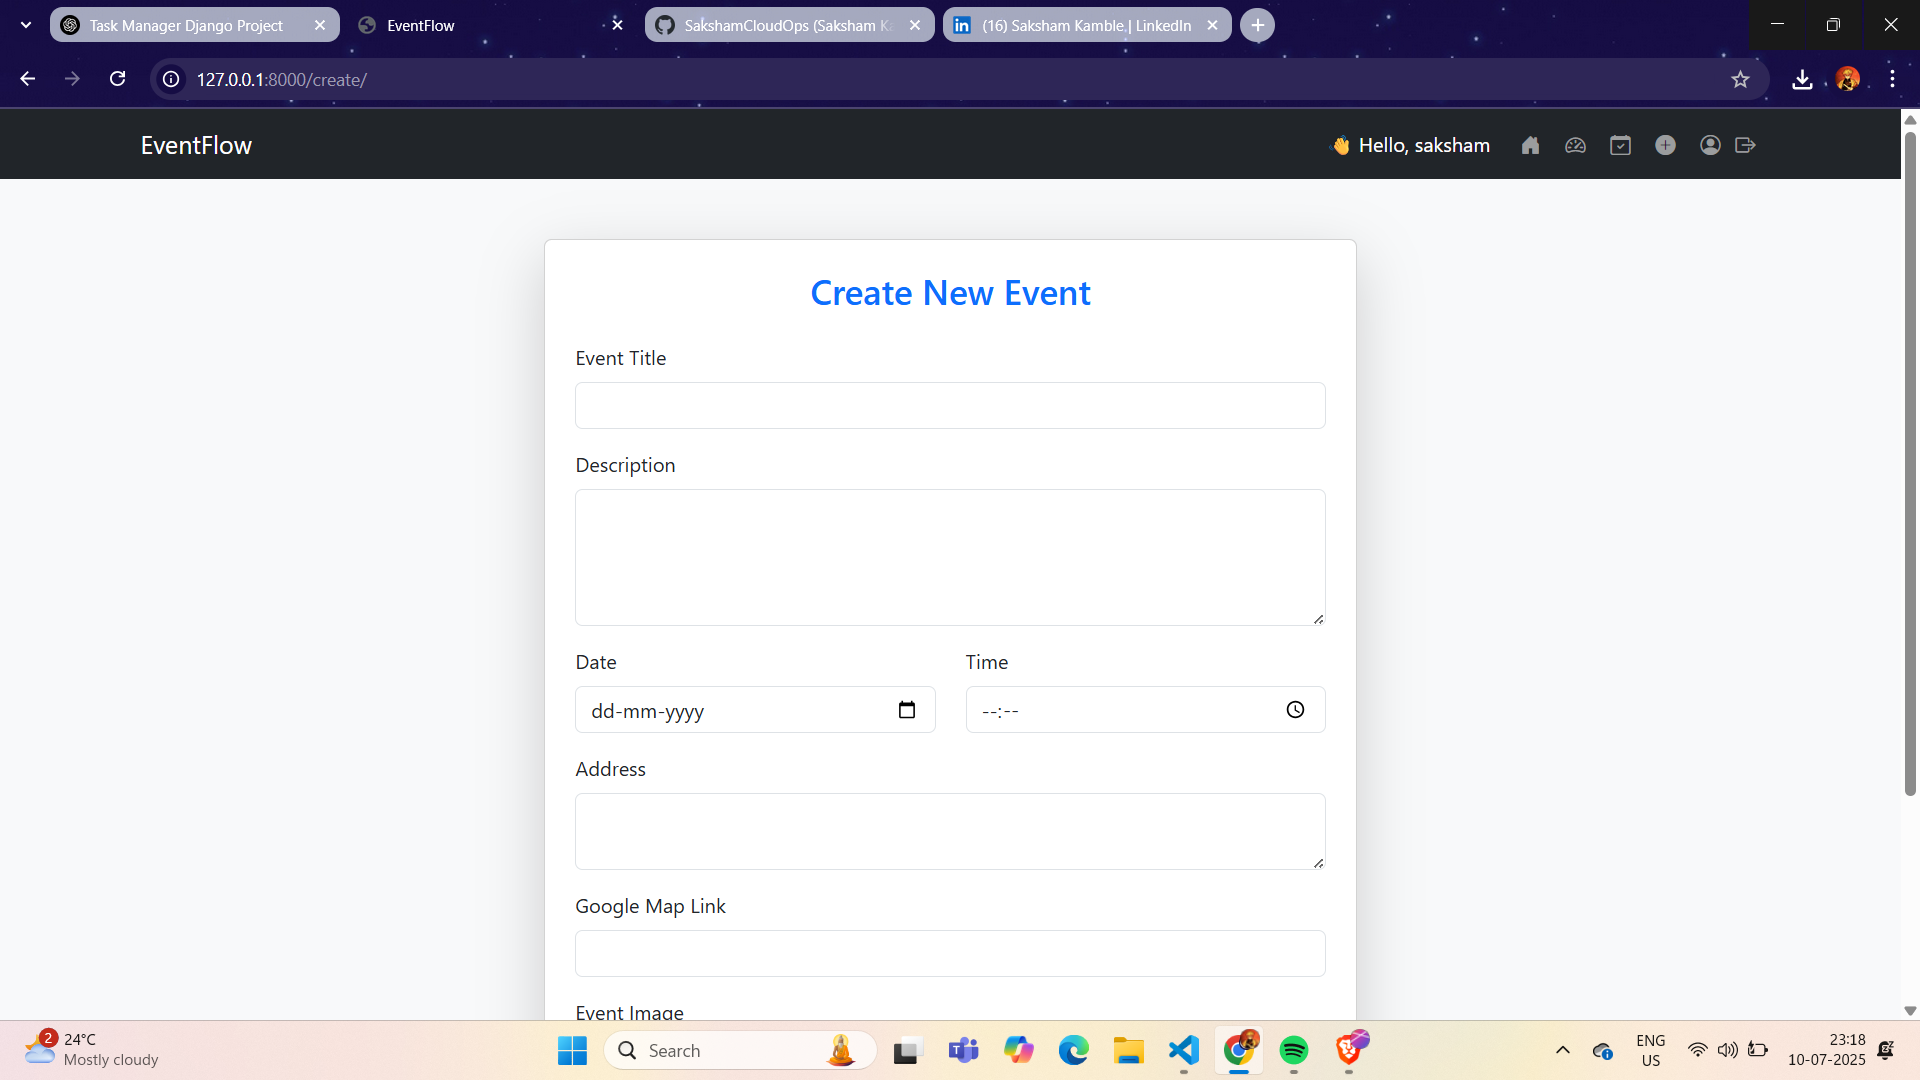 Task Manager Django Project
EventFlow
SakshamCloudOps (Saksham Ka
(16) Saksham Kamble | LinkedIn
127.0.0.1:8000/create/
EventFlow
👋 Hello, saksham
Create New Event
Event Title
Description
Date
Time
dd-mm-yyyy
--:--
Address
Google Map Link
Event Image
2
24°C
Mostly cloudy
Search
ENG
US
23:18
10-07-2025